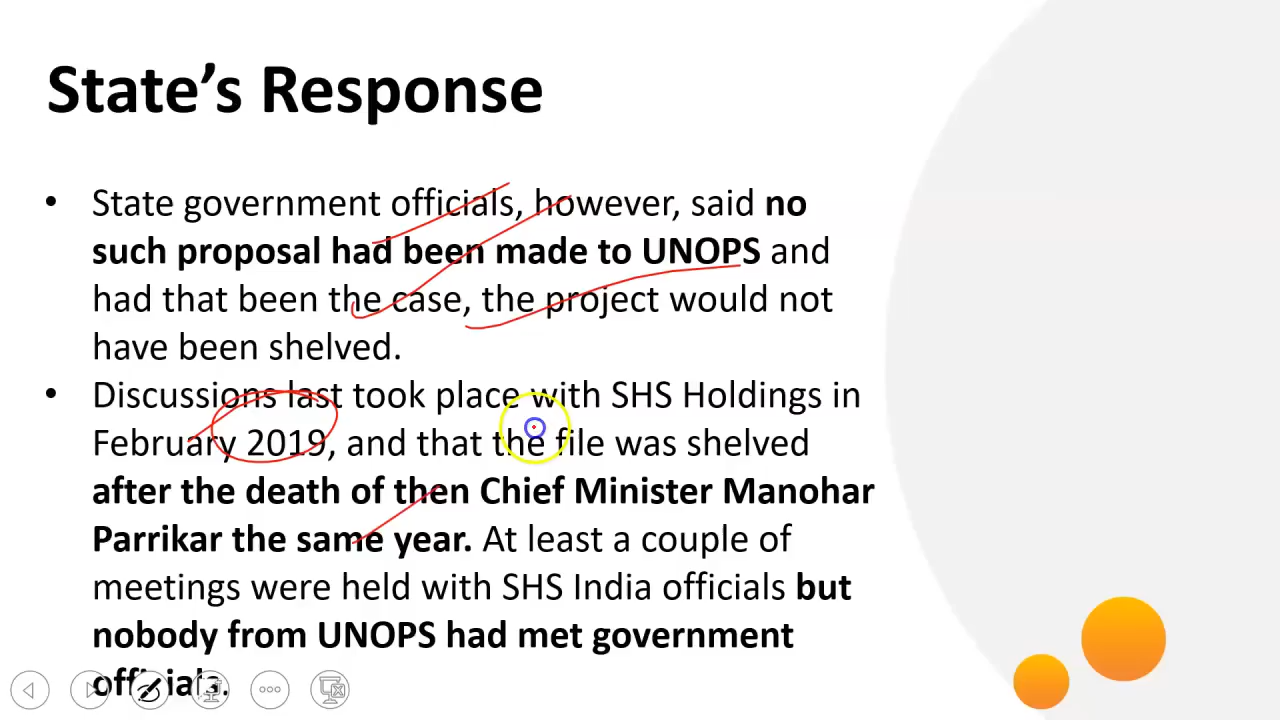 State’s Response
• State government officials, however, said no
such proposal had been made to UNOPS and
had that been the case, the project would not
have been shelved.
• Discussions last took place with SHS Holdings in
February 2019, and that the file was shelved
after the death of then Chief Minister Manohar
Parrikar the same year. At least a couple of
meetings were held with SHS India officials but
nobody from UNOPS had met government
officials.